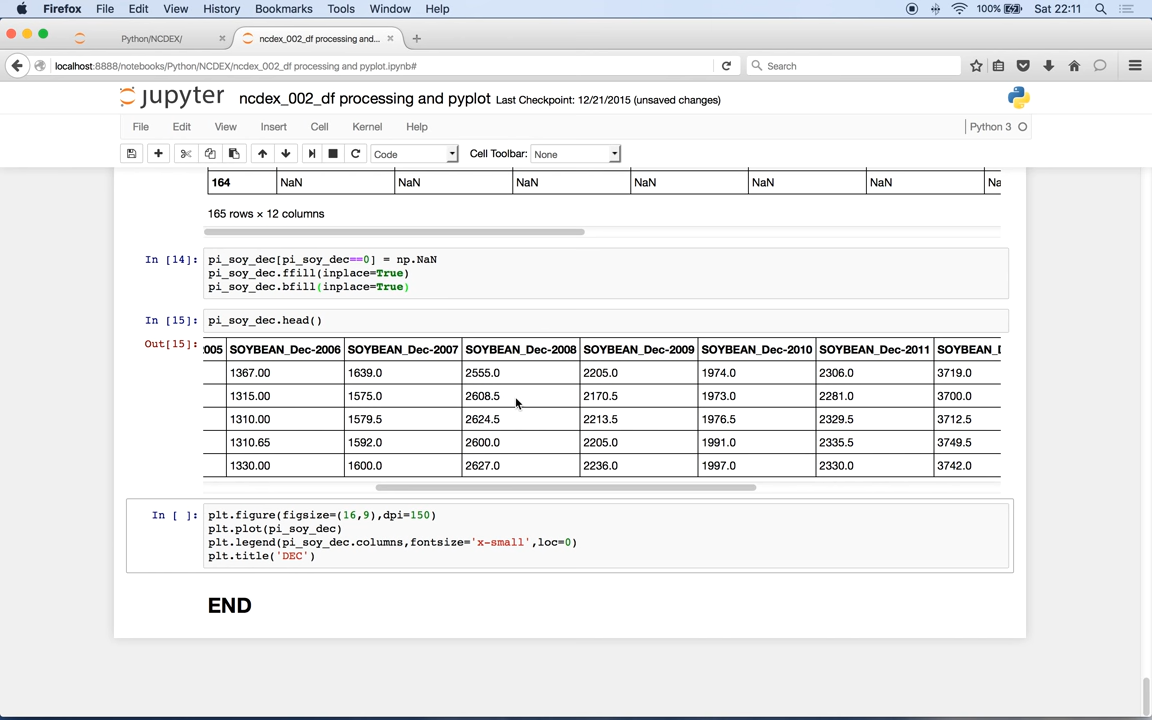 Firefox File Edit View History Bookmarks Tools Window Help 100% Sat 22:11
Python/NCDEX/ ncdex_002_df processing and...
localhost:8888/notebooks/Python/NCDEX/ncdex_002_df processing and pyplot.ipynb# Search
jupyter ncdex_002_df processing and pyplot Last Checkpoint: 12/21/2015 (unsaved changes)
File Edit View Insert Cell Kernel Help Python 3
Code Cell Toolbar: None
164 NaN NaN NaN NaN NaN NaN Na
165 rows × 12 columns
In [14]: pi_soy_dec[pi_soy_dec==0] = np.NaN
pi_soy_dec.ffill(inplace=True)
pi_soy_dec.bfill(inplace=True)
In [15]: pi_soy_dec.head()
Out[15]: 005 SOYBEAN_Dec-2006 SOYBEAN_Dec-2007 SOYBEAN_Dec-2008 SOYBEAN_Dec-2009 SOYBEAN_Dec-2010 SOYBEAN_Dec-2011 SOYBEAN_D
1367.00 1639.0 2555.0 2205.0 1974.0 2306.0 3719.0
1315.00 1575.0 2608.5 2170.5 1973.0 2281.0 3700.0
1310.00 1579.5 2624.5 2213.5 1976.5 2329.5 3712.5
1310.65 1592.0 2600.0 2205.0 1991.0 2335.5 3749.5
1330.00 1600.0 2627.0 2236.0 1997.0 2330.0 3742.0
In [ ]: plt.figure(figsize=(16,9),dpi=150)
plt.plot(pi_soy_dec)
plt.legend(pi_soy_dec.columns,fontsize='x-small',loc=0)
plt.title('DEC')
END